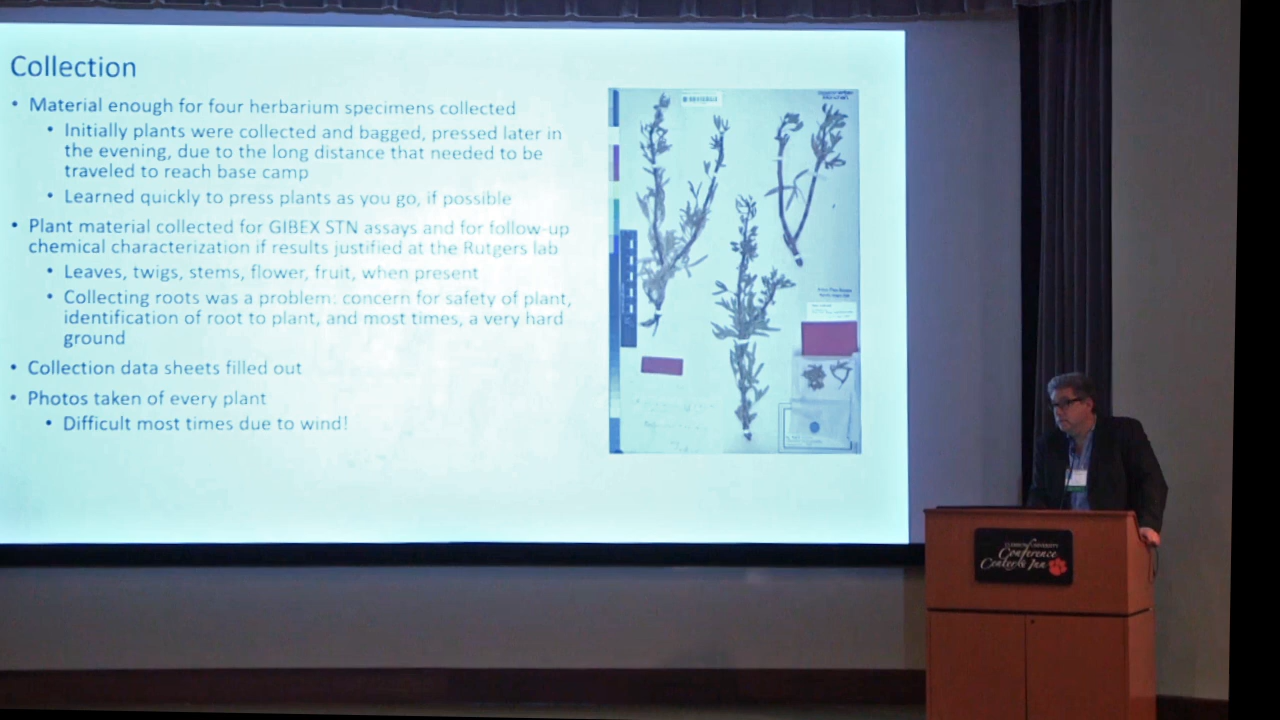 Collection
• Material enough for four herbarium specimens collected
• Initially plants were collected and bagged, pressed later in
the evening, due to the long distance that needed to be
traveled to reach base camp
• Learned quickly to press plants as you go, if possible
• Plant material collected for GIBEX STN assays and for follow-up
chemical characterization if results justified at the Rutgers lab
• Leaves, twigs, stems, flower, fruit, when present
• Collecting roots was a problem: concern for safety of plant,
identification of root to plant, and most times, a very hard
ground
• Collection data sheets filled out
• Photos taken of every plant
• Difficult most times due to wind!
CLEMSON UNIVERSITY
Conference
Center & Inn